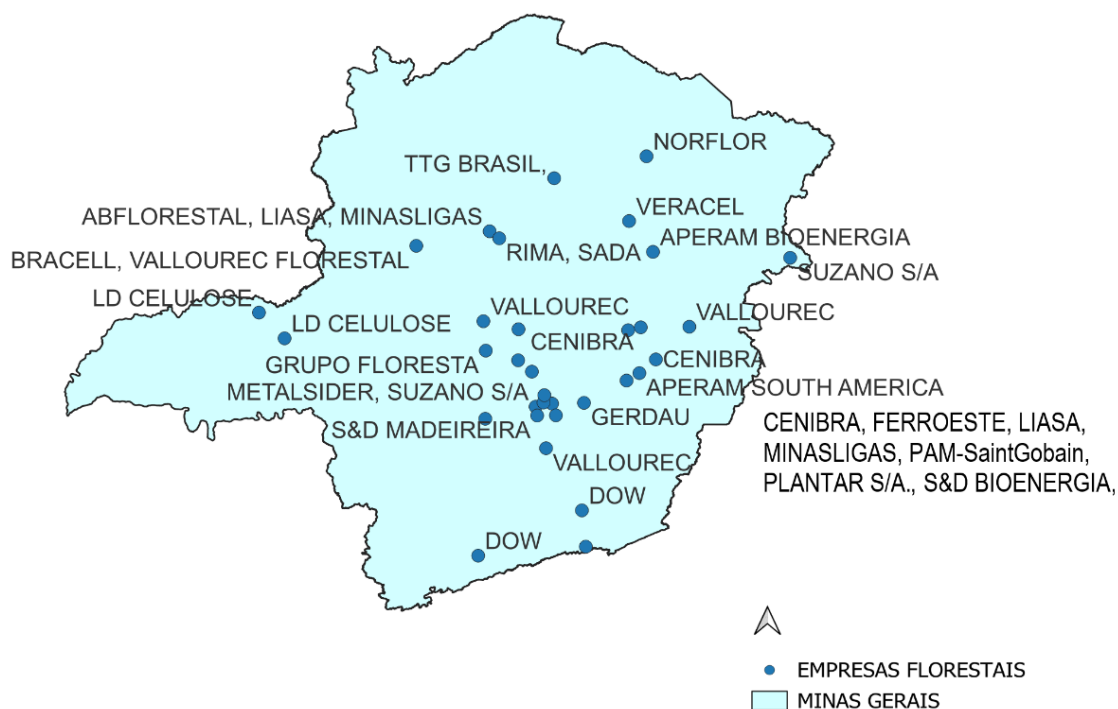 NORFLOR
TTG BRASIL,
ABFLORESTAL, LIASA, MINASLIGAS
VERACEL
RIMA, SADA
APERAM BIOENERGIA
BRACELL, VALLOUREC FLORESTAL
SUZANO S/A
LD CELULOSE
VALLOUREC
VALLOUREC
LD CELULOSE
CENIBRA
GRUPO FLORESTA
CENIBRA
METALSIDER, SUZANO S/A
APERAM SOUTH AMERICA
GERDAU
S&D MADEIREIRA
CENIBRA, FERROESTE, LIASA,
MINASLIGAS, PAM-SaintGobain,
PLANTAR S/A., S&D BIOENERGIA,
VALLOUREC
DOW
DOW
EMPRESAS FLORESTAIS
MINAS GERAIS